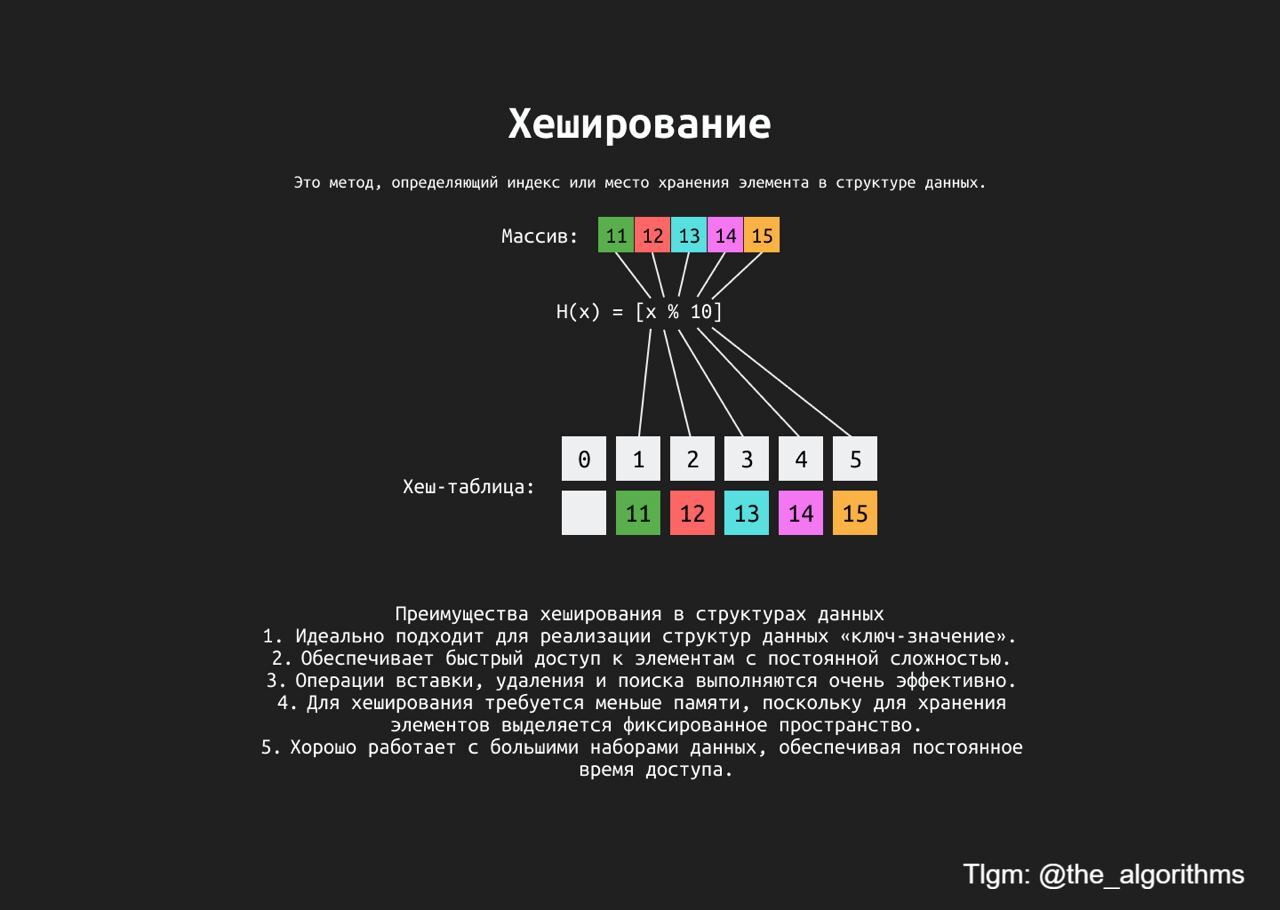 Хеширование
Это метод, определяющий индекс или место хранения элемента в структуре данных.
Массив: 11 12 13 14 15
H(x) = [x % 10]
0 1 2 3 4 5
Хеш-таблица:
11 12 13 14 15
Преимущества хеширования в структурах данных
1. Идеально подходит для реализации структур данных «ключ-значение».
2. Обеспечивает быстрый доступ к элементам с постоянной сложностью.
3. Операции вставки, удаления и поиска выполняются очень эффективно.
4. Для хеширования требуется меньше памяти, поскольку для хранения
элементов выделяется фиксированное пространство.
5. Хорошо работает с большими наборами данных, обеспечивая постоянное
время доступа.
Tlgm: @the_algorithms